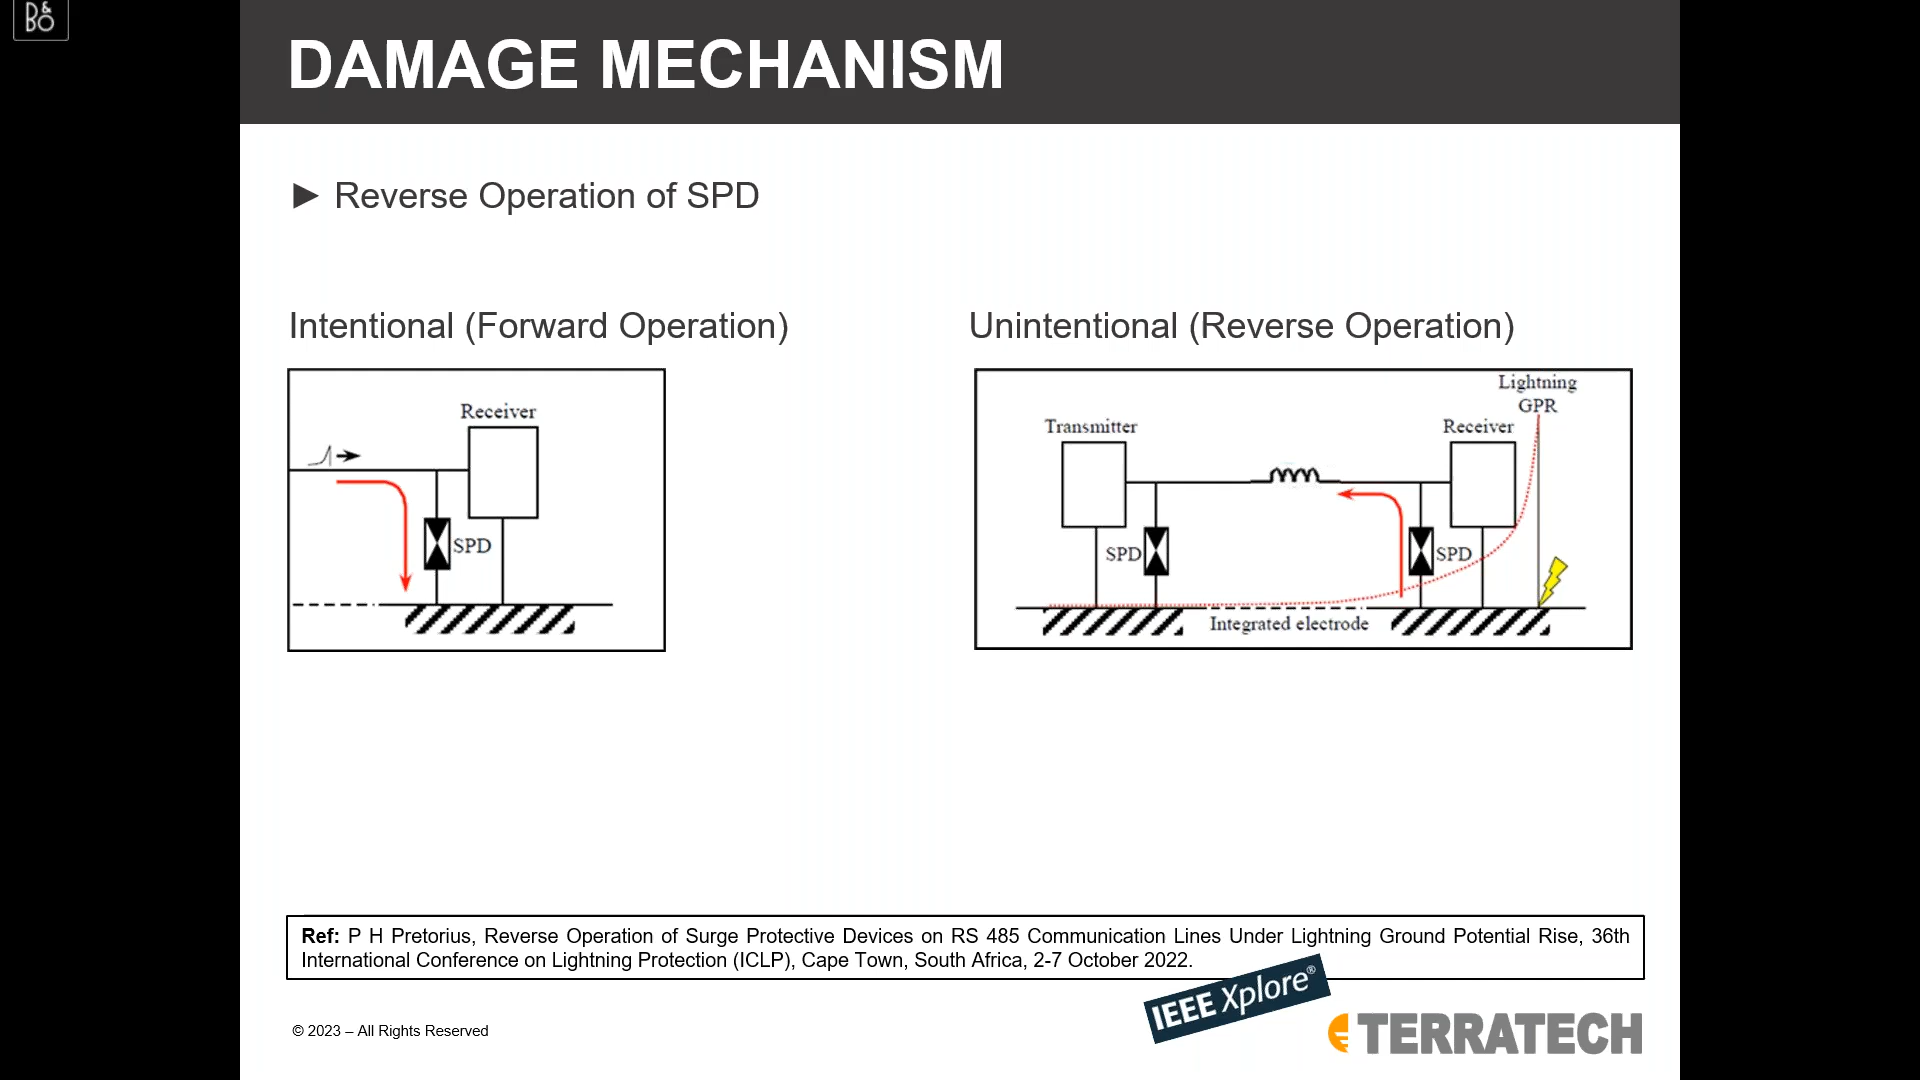 B&O
DAMAGE MECHANISM
► Reverse Operation of SPD
Intentional (Forward Operation)
Receiver
SPD
Unintentional (Reverse Operation)
Lightning
GPR
Transmitter
Receiver
SPD
SPD
Integrated electrode
Ref: P H Pretorius, Reverse Operation of Surge Protective Devices on RS 485 Communication Lines Under Lightning Ground Potential Rise, 36th
International Conference on Lightning Protection (ICLP), Cape Town, South Africa, 2-7 October 2022.
IEEE Xplore®
© 2023 – All Rights Reserved
TERRATECH